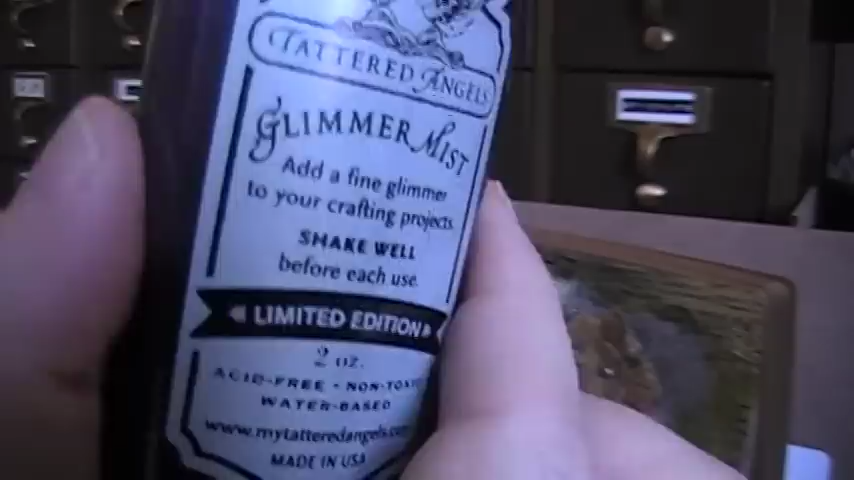 TATTERED ANGELS
GLIMMER MIST
Add a fine glimmer
to your crafting projects.
SHAKE WELL
before each use.
LIMITED EDITION
2 oz.
ACID-FREE • NON-TOXIC
WATER-BASED
www.mytatteredangels.com
MADE IN USA